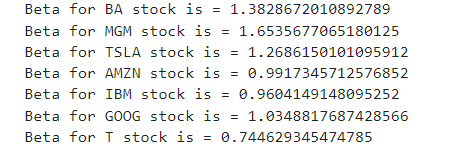 Beta for BA stock is = 1.3828672010892789
Beta for MGM stock is = 1.6535677065180125
Beta for TSLA stock is = 1.2686150101095912
Beta for AMZN stock is = 0.9917345712576852
Beta for IBM stock is = 0.9604149148095252
Beta for GOOG stock is = 1.0348817687428566
Beta for T stock is = 0.744629345474785